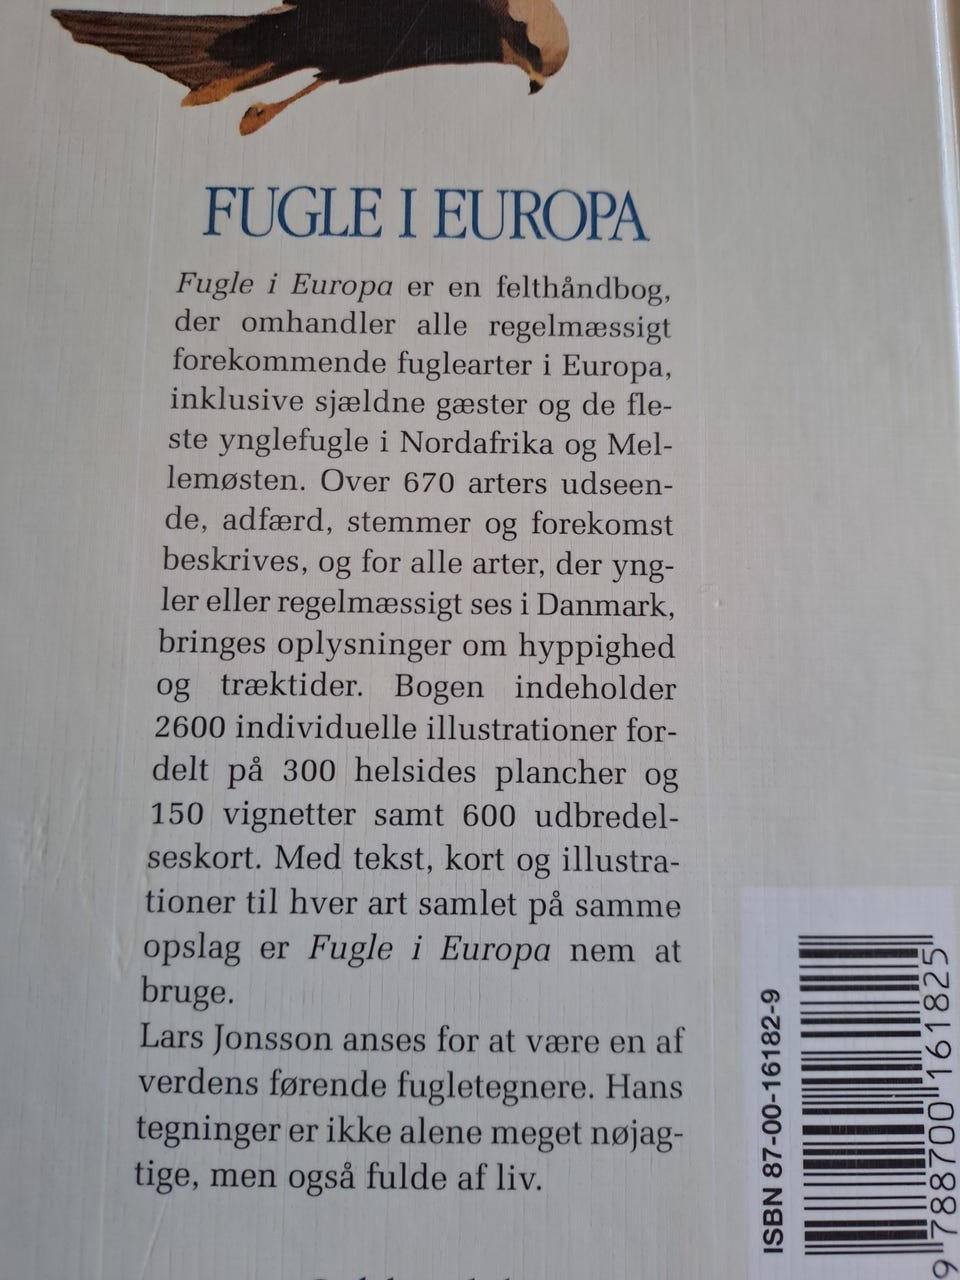 FUGLE I EUROPA
Fugle i Europa er en felthåndbog,
der omhandler alle regelmæssigt
forekommende fuglearter i Europa,
inklusive sjældne gæster og de fle-
ste ynglefugle i Nordafrika og Mel-
lemøsten. Over 670 arters udseen-
de, adfærd, stemmer og forekomst
beskrives, og for alle arter, der yng-
ler eller regelmæssigt ses i Danmark,
bringes oplysninger om hyppighed
og træktider. Bogen indeholder
2600 individuelle illustrationer for-
delt på 300 helsides plancher og
150 vignetter samt 600 udbredel-
seskort. Med tekst, kort og illustra-
tioner til hver art samlet på samme
opslag er Fugle i Europa nem at
bruge.
Lars Jonsson anses for at være en af
verdens førende fugletegnere. Hans
tegninger er ikke alene meget nøjag-
tige, men også fulde af liv.
ISBN 87-00-16182-9
9 788700 161825